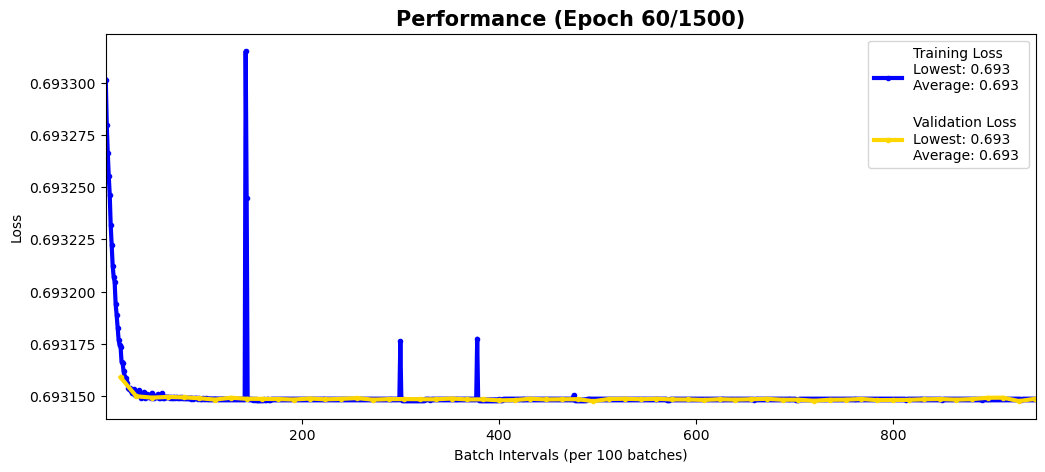 Performance (Epoch 60/1500)
Training Loss
Lowest: 0.693
Average: 0.693
Validation Loss
Lowest: 0.693
Average: 0.693
Loss
0.693300
0.693275
0.693250
0.693225
0.693200
0.693175
0.693150
200
400
600
800
Batch Intervals (per 100 batches)